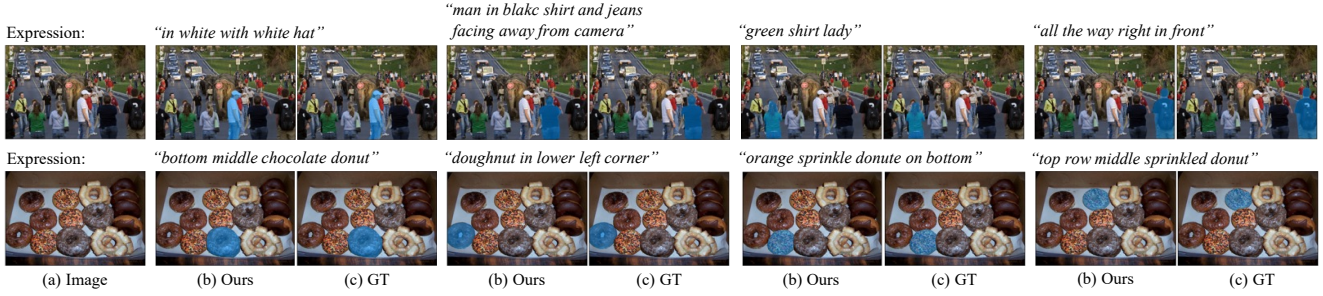 Expression: "in white with white hat" "man in blakc shirt and jeans
facing away from camera" "green shirt lady" "all the way right in front"
Expression: "bottom middle chocolate donut" "doughnut in lower left corner" "orange sprinkle donute on bottom" "top row middle sprinkled donut"
(a) Image (b) Ours (c) GT (b) Ours (c) GT (b) Ours (c) GT (b) Ours (c) GT